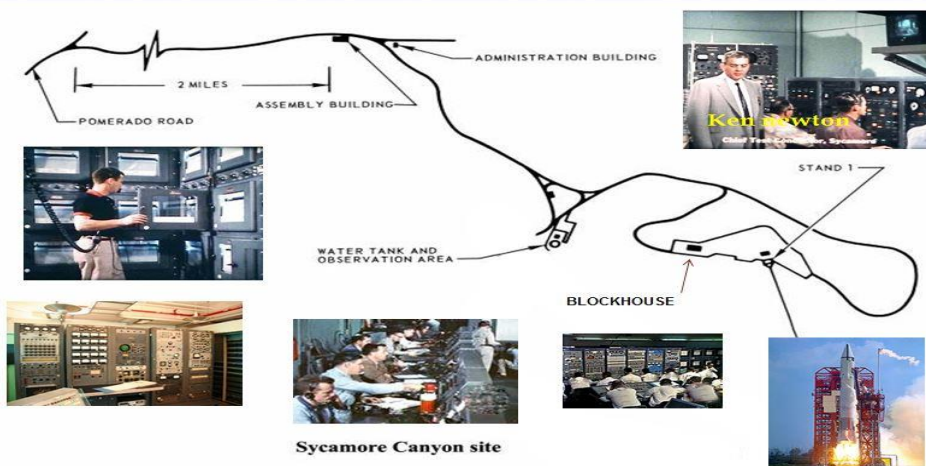 ADMINISTRATION BUILDING
2 MILES
ASSEMBLY BUILDING
POMERADO ROAD
Ken newton
Chief Test Conductor, Sycamore
STAND 1
WATER TANK AND
OBSERVATION AREA
BLOCKHOUSE
Sycamore Canyon site